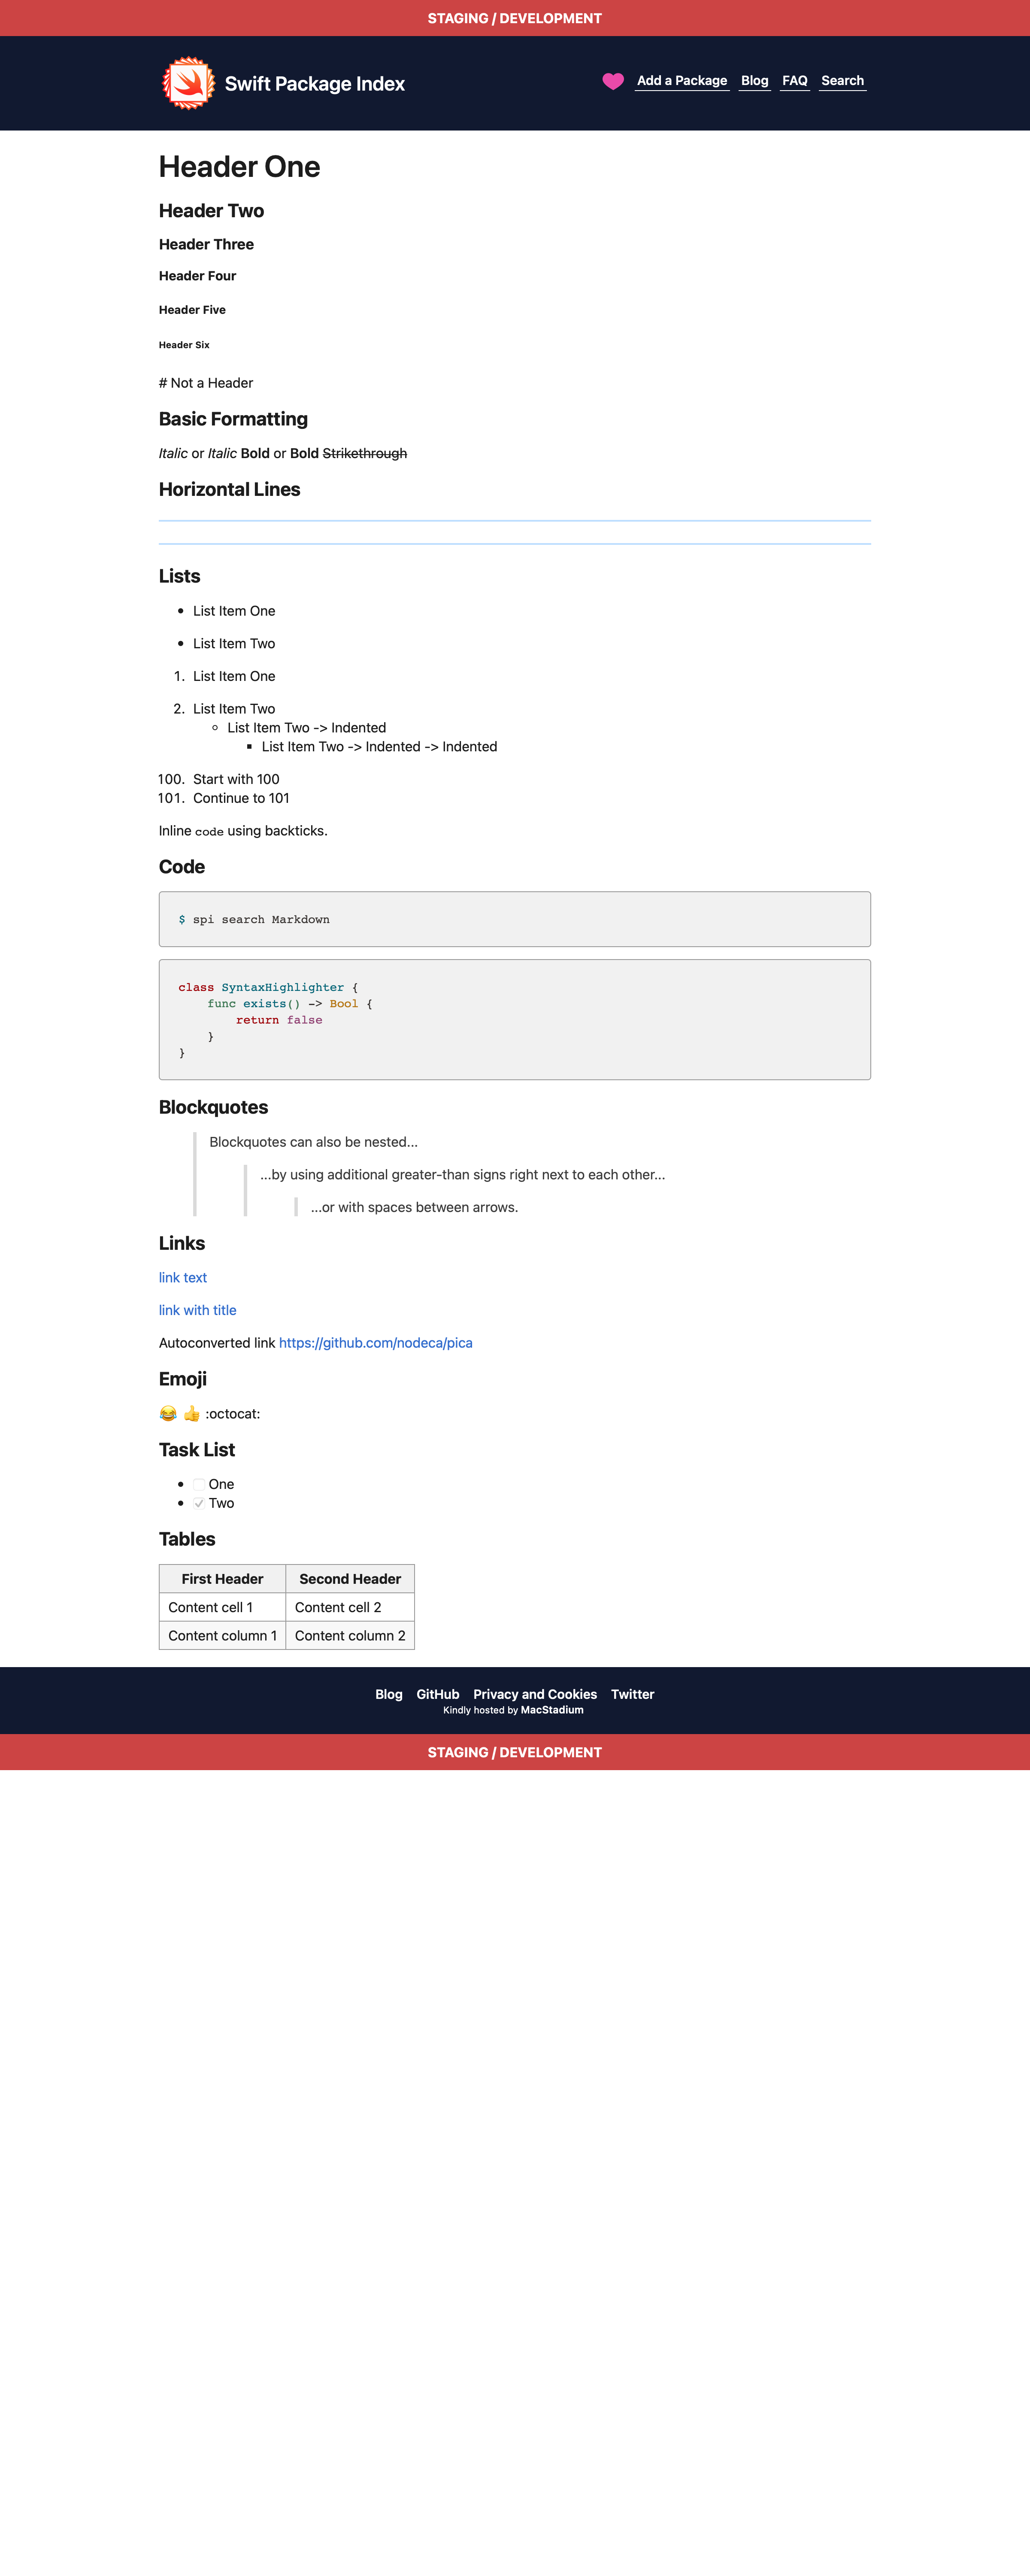 STAGING / DEVELOPMENT
Swift Package Index
Add a Package Blog FAQ Search
Header One
Header Two
Header Three
Header Four
Header Five
Header Six
# Not a Header
Basic Formatting
Italic or Italic Bold or Bold Strikethrough
Horizontal Lines
Lists
• List Item One
• List Item Two
1. List Item One
2. List Item Two
◦ List Item Two -> Indented
▪ List Item Two -> Indented -> Indented
100. Start with 100
101. Continue to 101
Inline code using backticks.
Code
$ spi search Markdown
class SyntaxHighlighter {
    func exists() -> Bool {
        return false
    }
}
Blockquotes
Blockquotes can also be nested...
...by using additional greater-than signs right next to each other...
...or with spaces between arrows.
Links
link text
link with title
Autoconverted link https://github.com/nodeca/pica
Emoji
😂 👍 :octocat:
Task List
• One
• Two
Tables
First Header Second Header
Content cell 1 Content cell 2
Content column 1 Content column 2
Blog GitHub Privacy and Cookies Twitter
Kindly hosted by MacStadium
STAGING / DEVELOPMENT